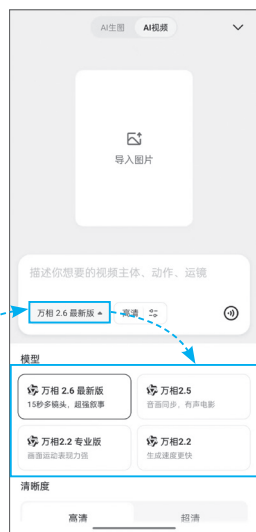 AI生图 AI视频
导入图片
描述你想要的视频主体、动作、运镜
万相 2.6 最新版 高清
模型
万相 2.6 最新版 万相2.5
15秒多镜头，超强叙事 音画同步，有声电影
万相2.2 专业版 万相2.2
画面运动表现力强 生成速度更快
清晰度
高清 超清